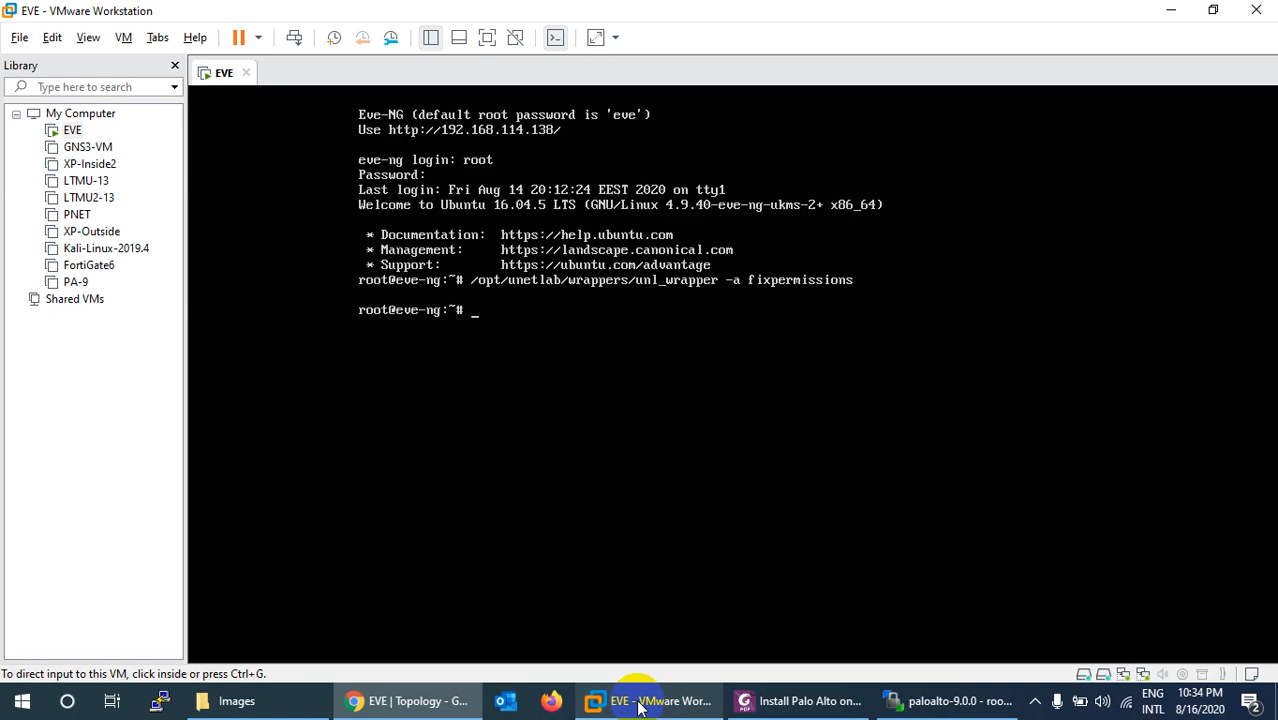 EVE - VMware Workstation
File Edit View VM Tabs Help
Library
Type here to search
My Computer
EVE
GNS3-VM
XP-Inside2
LTMU-13
LTMU2-13
PNET
XP-Outside
Kali-Linux-2019.4
FortiGate6
PA-9
Shared VMs
EVE
Eve-NG (default root password is 'eve')
Use http://192.168.114.138/
eve-ng login: root
Password:
Last login: Fri Aug 14 20:12:24 EEST 2020 on tty1
Welcome to Ubuntu 16.04.5 LTS (GNU/Linux 4.9.40-eve-ng-ukms-2+ x86_64)
* Documentation: https://help.ubuntu.com
* Management: https://landscape.canonical.com
* Support: https://ubuntu.com/advantage
root@eve-ng:~# /opt/unetlab/wrappers/unl_wrapper -a fixpermissions
root@eve-ng:~# _
To direct input to this VM, click inside or press Ctrl+G.
Images
EVE | Topology - G...
EVE - VMware Wor...
Install Palo Alto on...
paloalto-9.0.0 - roo...
ENG
INTL
10:34 PM
8/16/2020
2